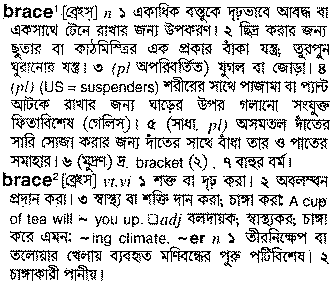 brace¹ [ব্রেইস্] n ১ একাধিক বস্তুকে দৃঢ়ভাবে আবদ্ধ বা
একসাথে টেনে রাখার জন্য উপকরণ। ২ ছিদ্র করার জন্য
ছুতার বা কাঠমিস্ত্রির এক প্রকার বাঁকা যন্ত্র; তুরপুন
ঘুরানোর যন্ত্র। ৩ (pl অপরিবর্তিত) যুগল বা জোড়া। ৪
(pl) (US = suspenders) শরীরের সাথে পাজামা বা প্যান্ট
আটকে রাখার জন্য ঘাড়ের উপর গলানো সংযুক্ত
ফিতাবিশেষ (গেলিস)। ৫ (সাধা. pl) অসমতল দাঁতের
সারি সোজা করার জন্য দাঁতের সাথে বাঁধা তার ও পাতের
সমাহার। ৬ (মুদ্রণ) দ্র. bracket (২), ৭ বাহুর বর্ম।
brace² [ব্রেইস্] vt,vi ১ শক্ত বা দৃঢ় করা। ২ অবলম্বন
প্রদান করা। ৩ স্বাস্থ্য বা শক্তি দান করা; চাঙ্গা করা: A cup
of tea will ~ you up. □adj বলদায়ক; স্বাস্থ্যকর; চাঙ্গা
করে এমন: ~ing climate. ~er n ১ তীরনিক্ষেপ বা
তলোয়ার খেলায় ব্যবহৃত মণিবন্ধের পুরু পটিবিশেষ। ২
চাঙ্গাকারী পানীয়।